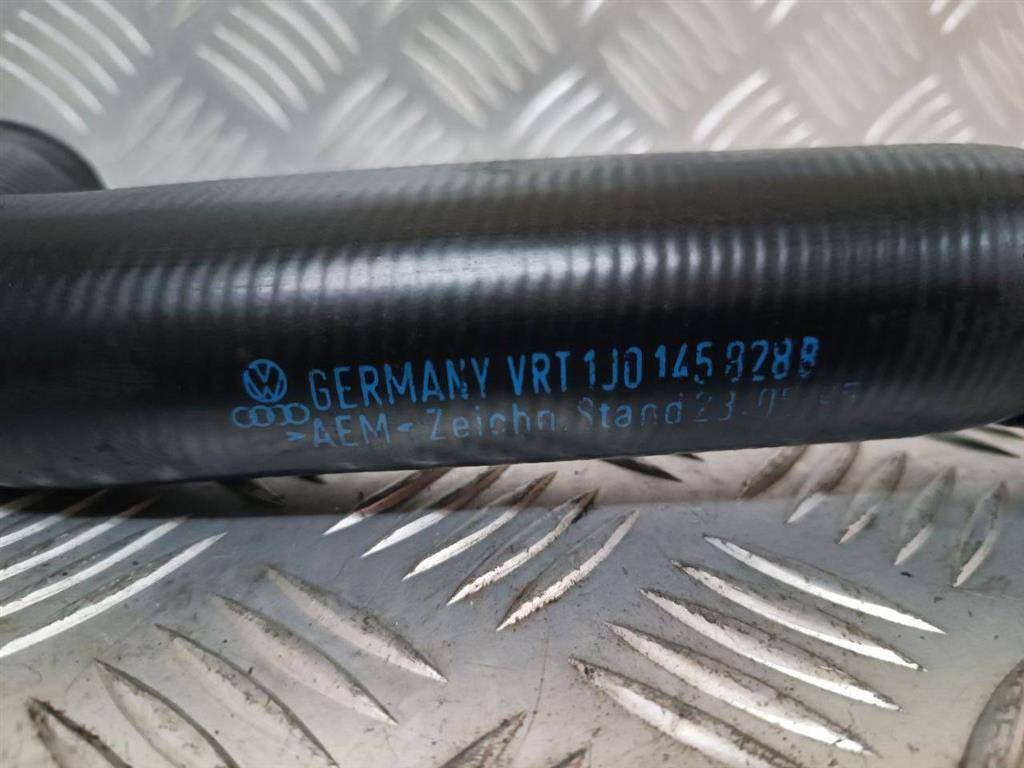 GERMANY VRT 1J0 145 828 B
>AEM< Zeichn. Stand